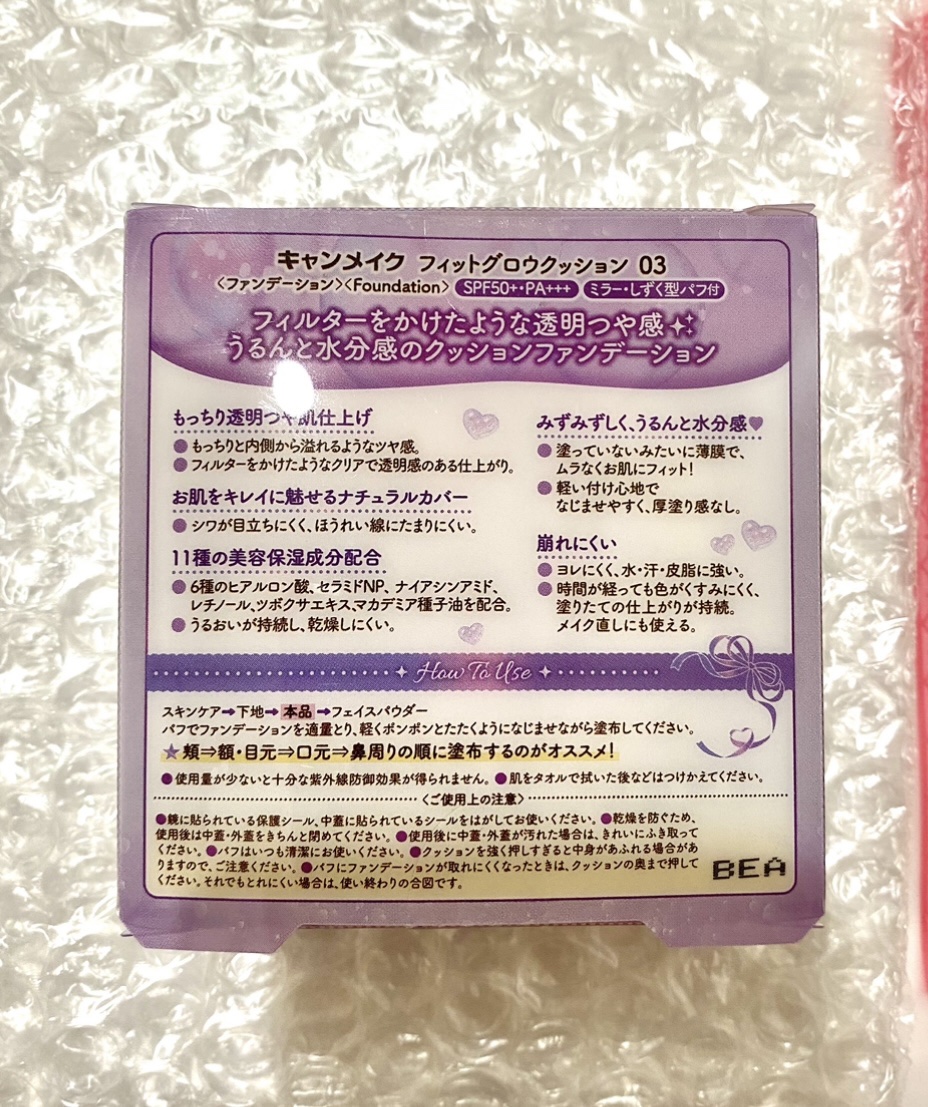 キャンメイク フィットグロウクッション 03
〈ファンデーション〉〈Foundation〉 SPF50+・PA+++ ミラー・しずく型パフ付
フィルターをかけたような透明つや感
うるんと水分感のクッションファンデーション
もっちり透明つや肌仕上げ
●もっちりと内側から溢れるようなツヤ感。
●フィルターをかけたようなクリアで透明感のある仕上がり。
お肌をキレイに魅せるナチュラルカバー
●シワが目立ちにくく、ほうれい線にたまりにくい。
11種の美容保湿成分配合
●6種のヒアルロン酸、セラミドNP、ナイアシンアミド、
レチノール、ツボクサエキス、マカデミア種子油を配合。
●うるおいが持続し、乾燥しにくい。
みずみずしく、うるんと水分感♥
●塗っていないみたいに薄膜で、
ムラなくお肌にフィット!
●軽い付け心地で
なじませやすく、厚塗り感なし。
崩れにくい
●ヨレにくく、水・汗・皮脂に強い。
●時間が経っても色がくすみにくく、
塗りたての仕上がりが持続。
メイク直しにも使える。
How To Use
スキンケア➡下地➡本品➡フェイスパウダー
パフでファンデーションを適量とり、軽くポンポンとたたくようになじませながら塗布してください。
★頬⇒額・目元⇒口元⇒鼻周りの順に塗布するのがオススメ!
●使用量が少ないと十分な紫外線防御効果が得られません。●肌をタオルで拭いた後などはつけかえてください。
〈ご使用上の注意〉
●鏡に貼られている保護シール、中蓋に貼られているシールをはがしてお使いください。●乾燥を防ぐため、
使用後は中蓋・外蓋をきちんと閉めてください。●使用後に中蓋・外蓋が汚れた場合は、きれいにふき取って
ください。●パフはいつも清潔にお使いください。●クッションを強く押しすぎると中身があふれる場合があ
りますので、ご注意ください。●パフにファンデーションが取れにくくなったときは、クッションの奥まで押して
ください。それでもとれにくい場合は、使い終わりの合図です。
BEA